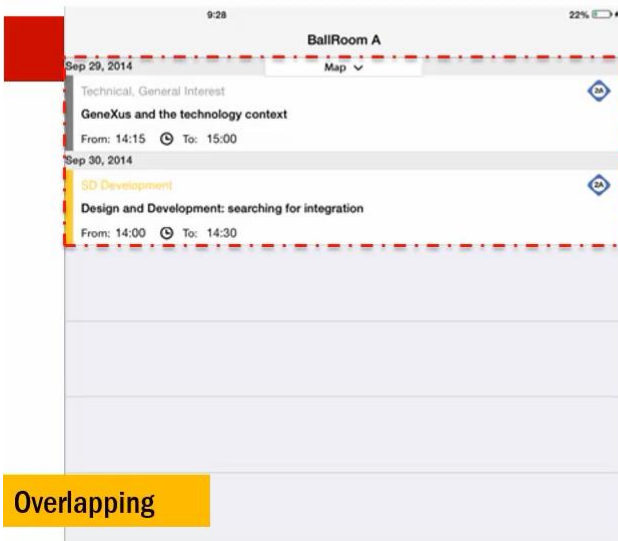 9:28
22%
BallRoom A
Sep 29, 2014
Map
Technical, General Interest
2A
GeneXus and the technology context
From: 14:15 To: 15:00
Sep 30, 2014
SD Development
2A
Design and Development: searching for integration
From: 14:00 To: 14:30
Overlapping